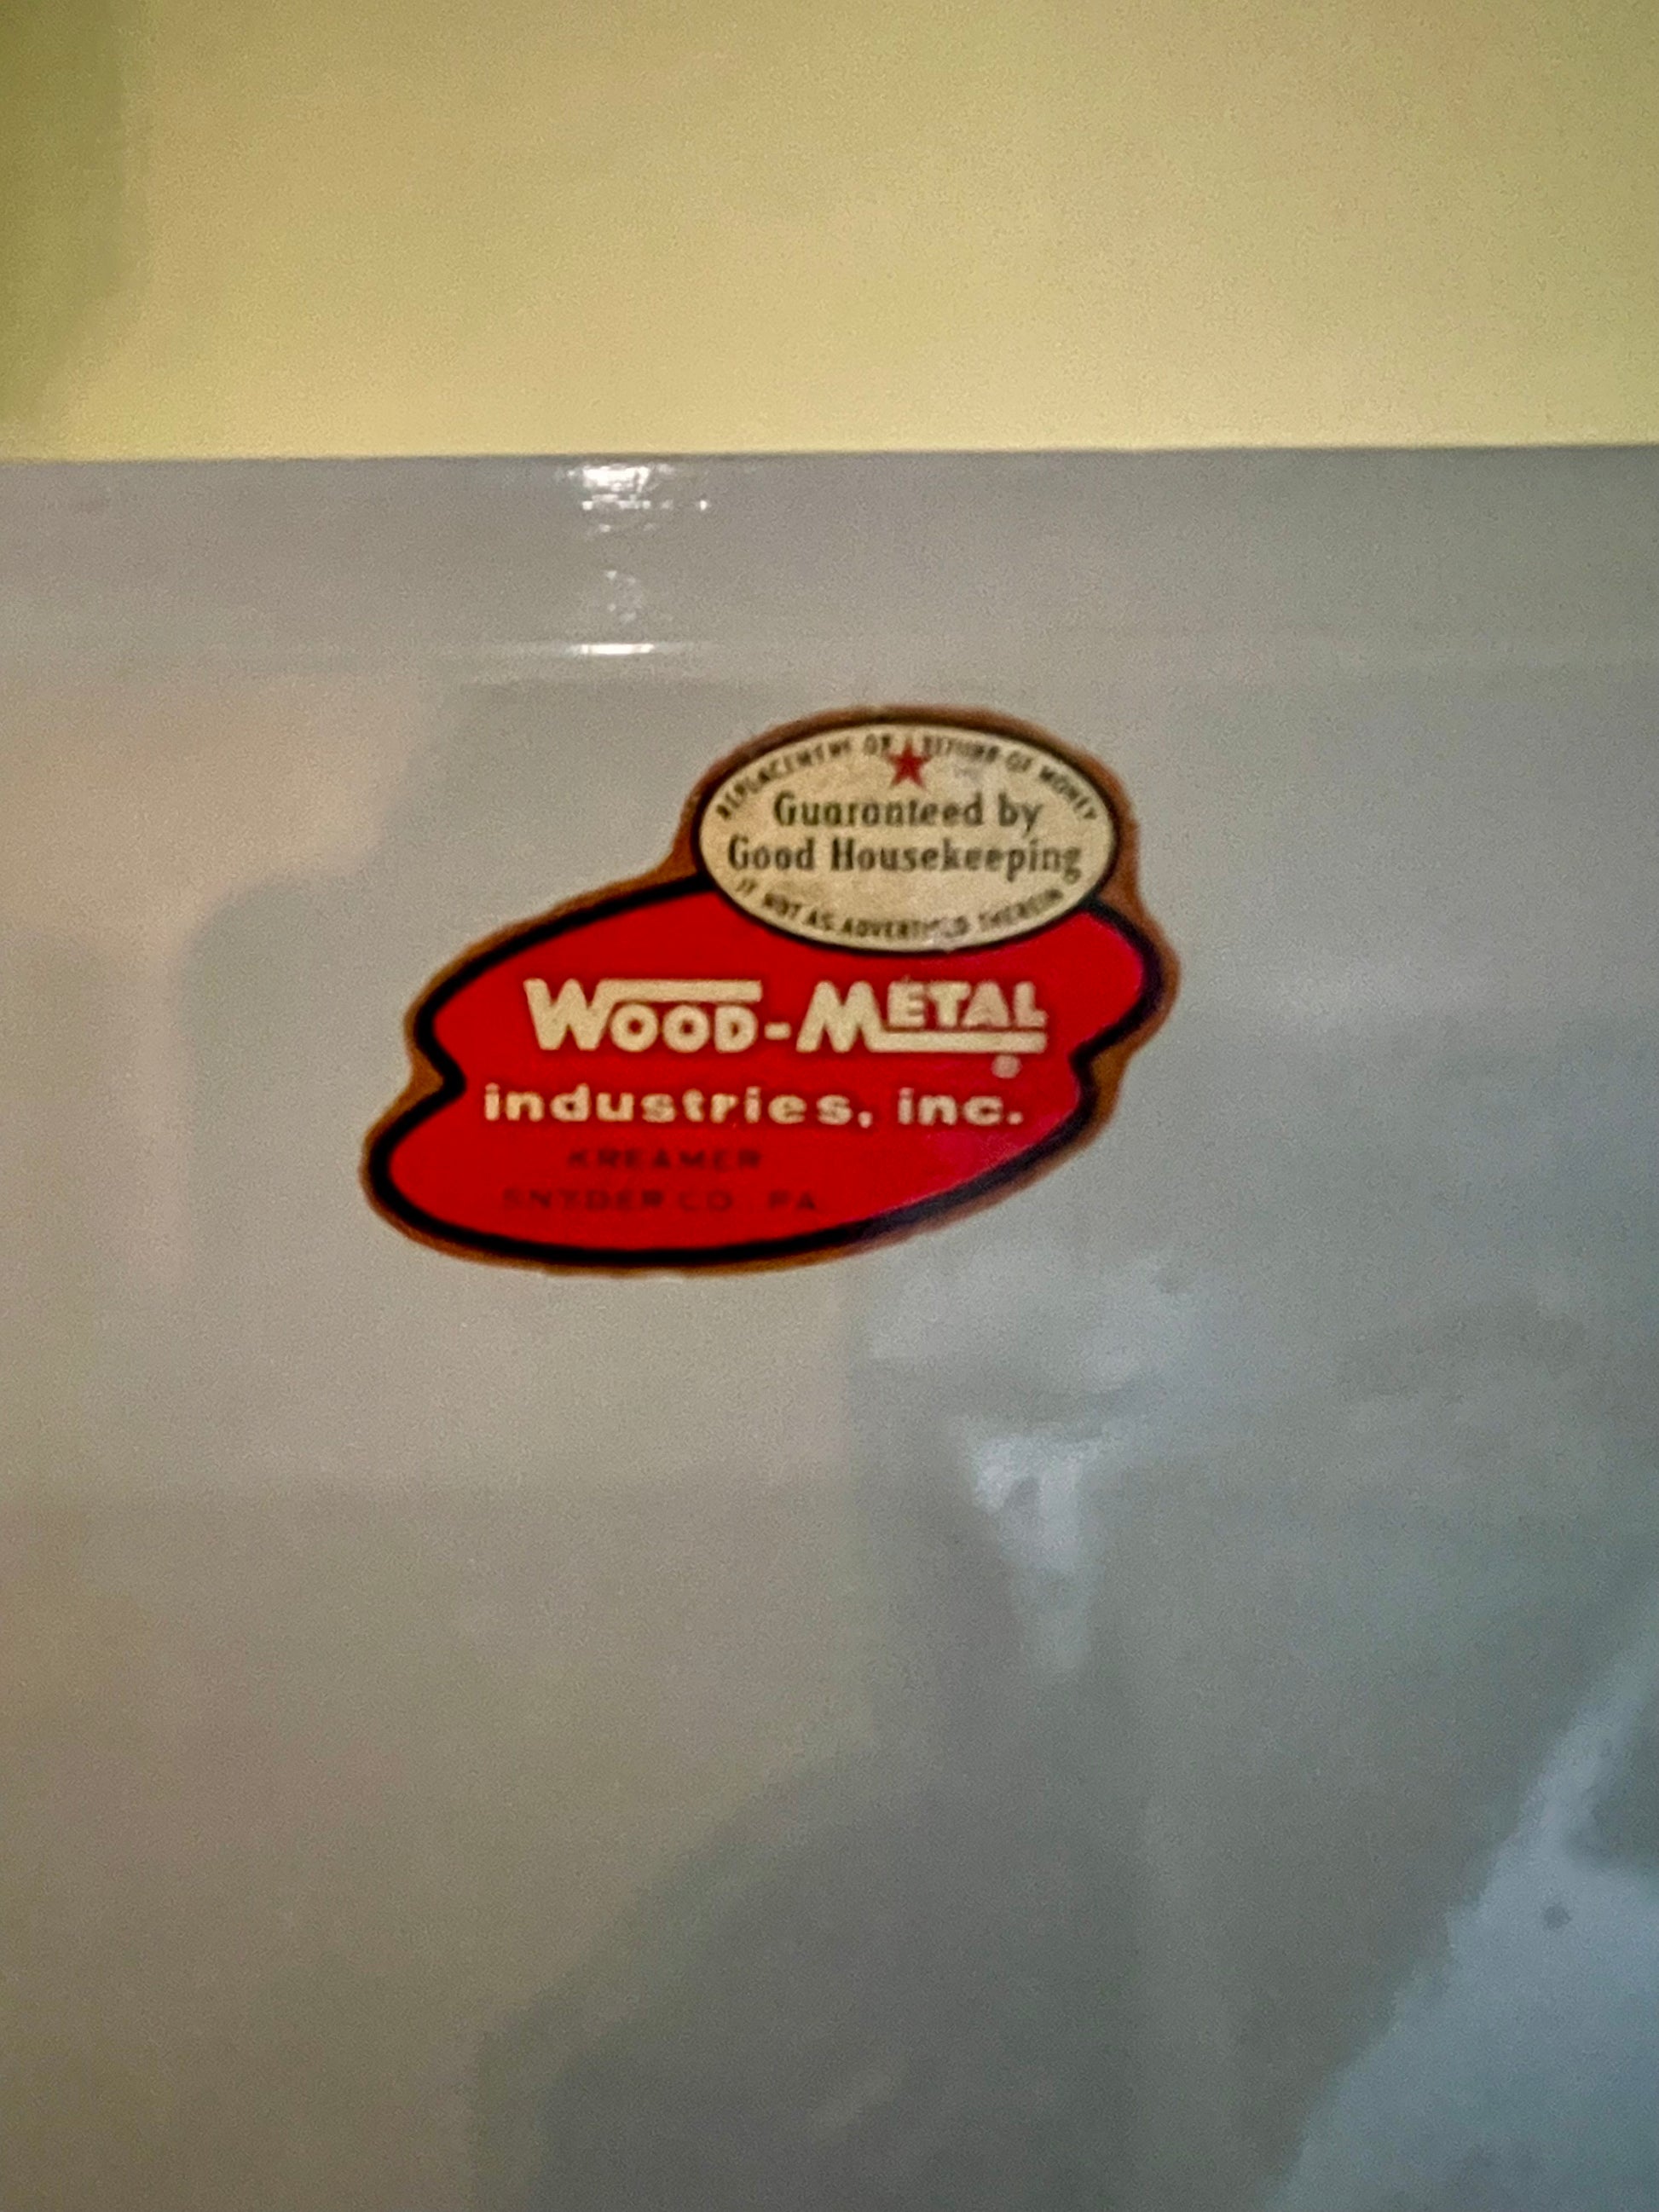 REPLACEMENT OR RETURN OF MONEY
Guaranteed by
Good Housekeeping
IF NOT AS ADVERTISED THEREIN
WOOD-METAL
®
industries, inc.
KREAMER
SNYDER CO. PA.